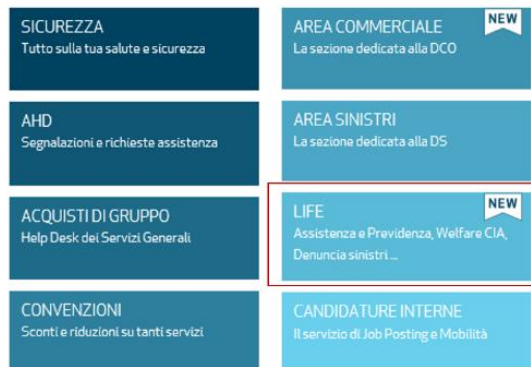 SICUREZZA
Tutto sulla tua salute e sicurezza
AREA COMMERCIALE
NEW
La sezione dedicata alla DCO
AHD
Segnalazioni e richieste assistenza
AREA SINISTRI
La sezione dedicata alla DS
ACQUISTI DI GRUPPO
Help Desk dei Servizi Generali
LIFE
NEW
Assistenza e Previdenza, Welfare CIA,
Denuncia sinistri ...
CONVENZIONI
Sconti e riduzioni su tanti servizi
CANDIDATURE INTERNE
Il servizio di Job Posting e Mobilità